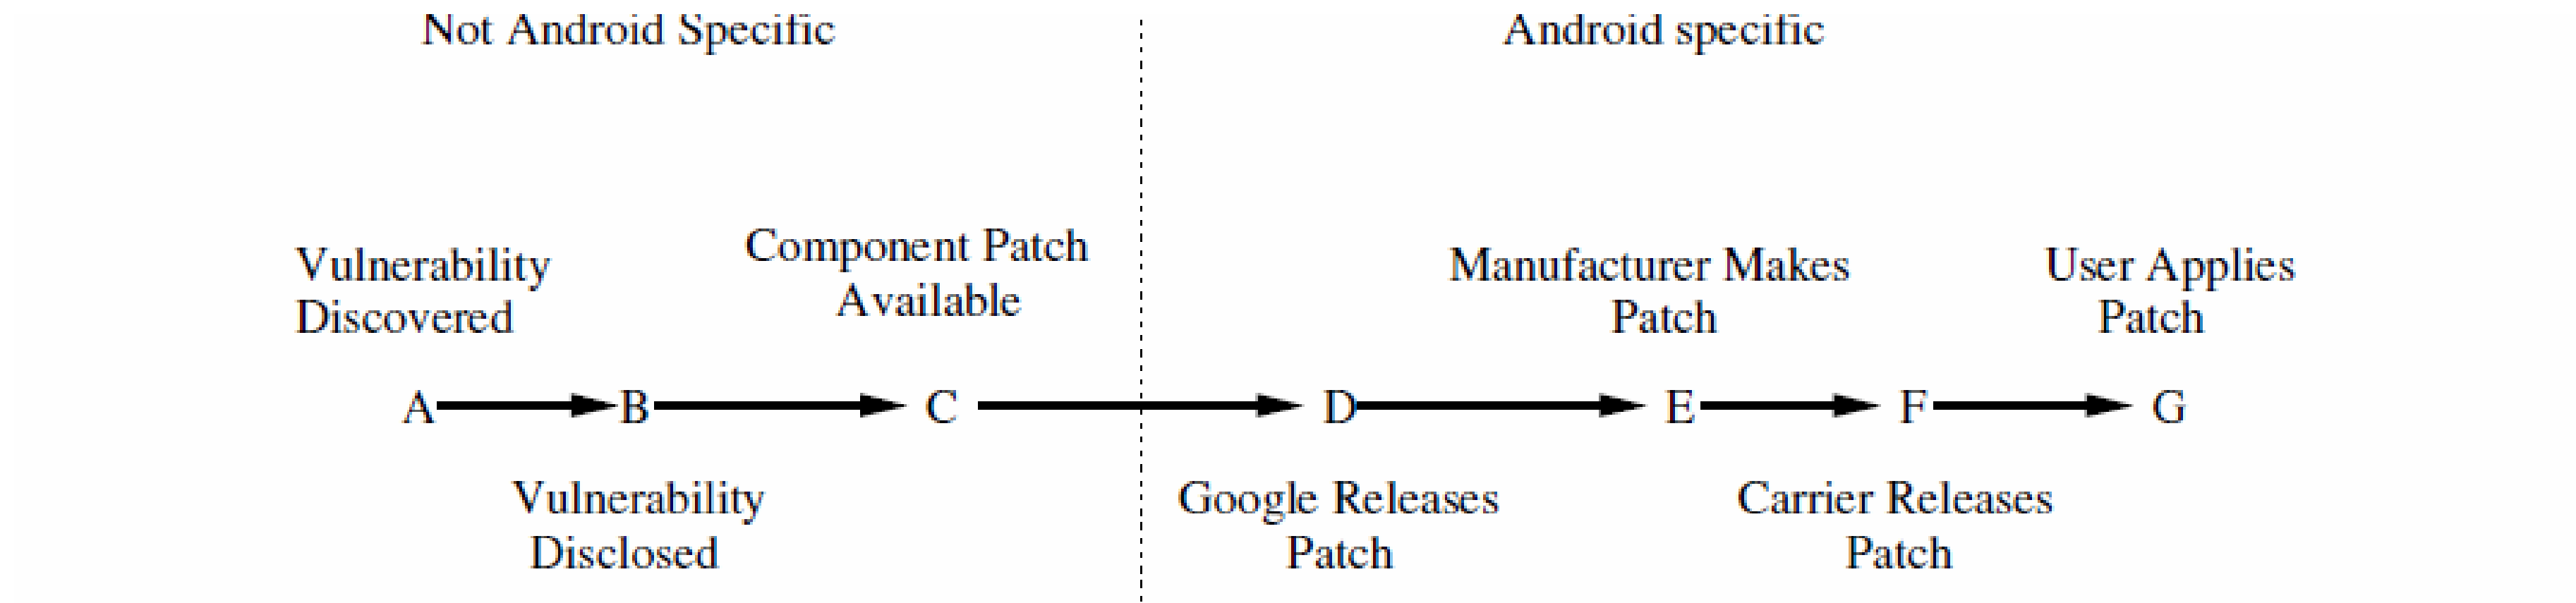 Not Android Specific
Android specific
Vulnerability
Discovered
Component Patch
Available
Manufacturer Makes
Patch
User Applies
Patch
A B C D E F G
Vulnerability
Disclosed
Google Releases
Patch
Carrier Releases
Patch